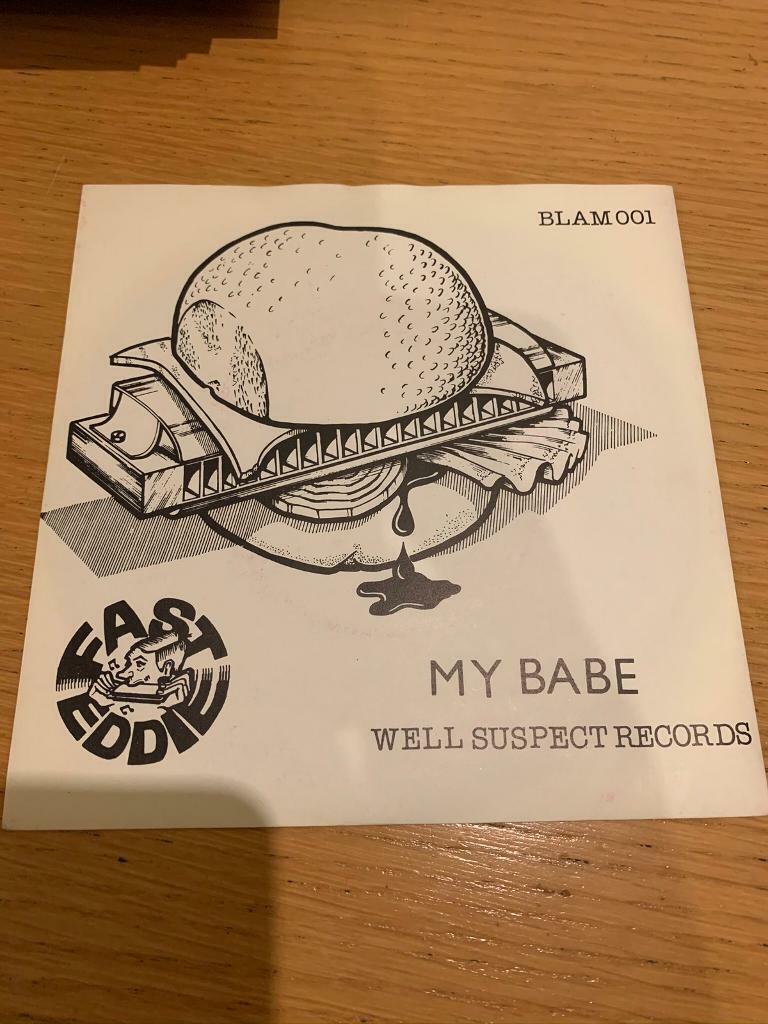 BLAM 001
FAST
EDDIE
MY BABE
WELL SUSPECT RECORDS